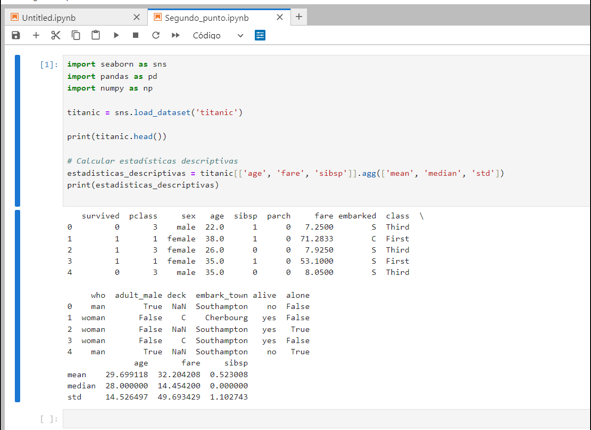 Untitled.ipynb
Segundo_punto.ipynb
Código
[1]:
import seaborn as sns
import pandas as pd
import numpy as np
titanic = sns.load_dataset('titanic')
print(titanic.head())
# Calcular estadísticas descriptivas
estadisticas_descriptivas = titanic[['age', 'fare', 'sibsp']].agg(['mean', 'median', 'std'])
print(estadisticas_descriptivas)
survived pclass sex age sibsp parch fare embarked class \
0 0 3 male 22.0 1 0 7.2500 S Third
1 1 1 female 38.0 1 0 71.2833 C First
2 1 3 female 26.0 0 0 7.9250 S Third
3 1 1 female 35.0 1 0 53.1000 S First
4 0 3 male 35.0 0 0 8.0500 S Third
who adult_male deck embark_town alive alone
0 man True NaN Southampton no False
1 woman False C Cherbourg yes False
2 woman False NaN Southampton yes True
3 woman False C Southampton yes False
4 man True NaN Southampton no True
age fare sibsp
mean 29.699118 32.204208 0.523008
median 28.000000 14.454200 0.000000
std 14.526497 49.693429 1.102743
[ ]: